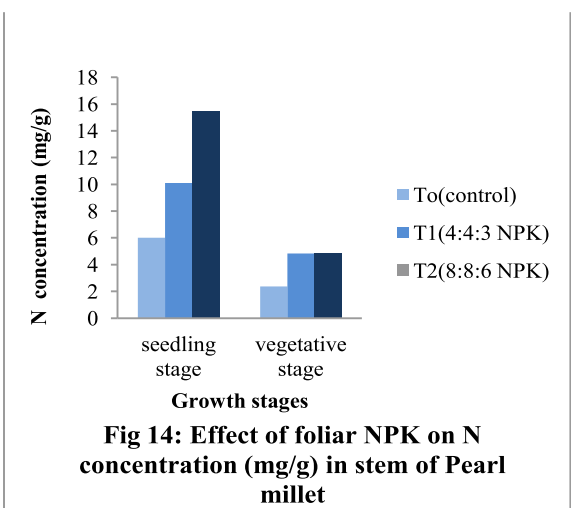 18
16
14
12
10
8
6
4
2
0
N concentration (mg/g)
seedling
stage
vegetative
stage
Growth stages
To(control)
T1(4:4:3 NPK)
T2(8:8:6 NPK)
Fig 14: Effect of foliar NPK on N
concentration (mg/g) in stem of Pearl
millet